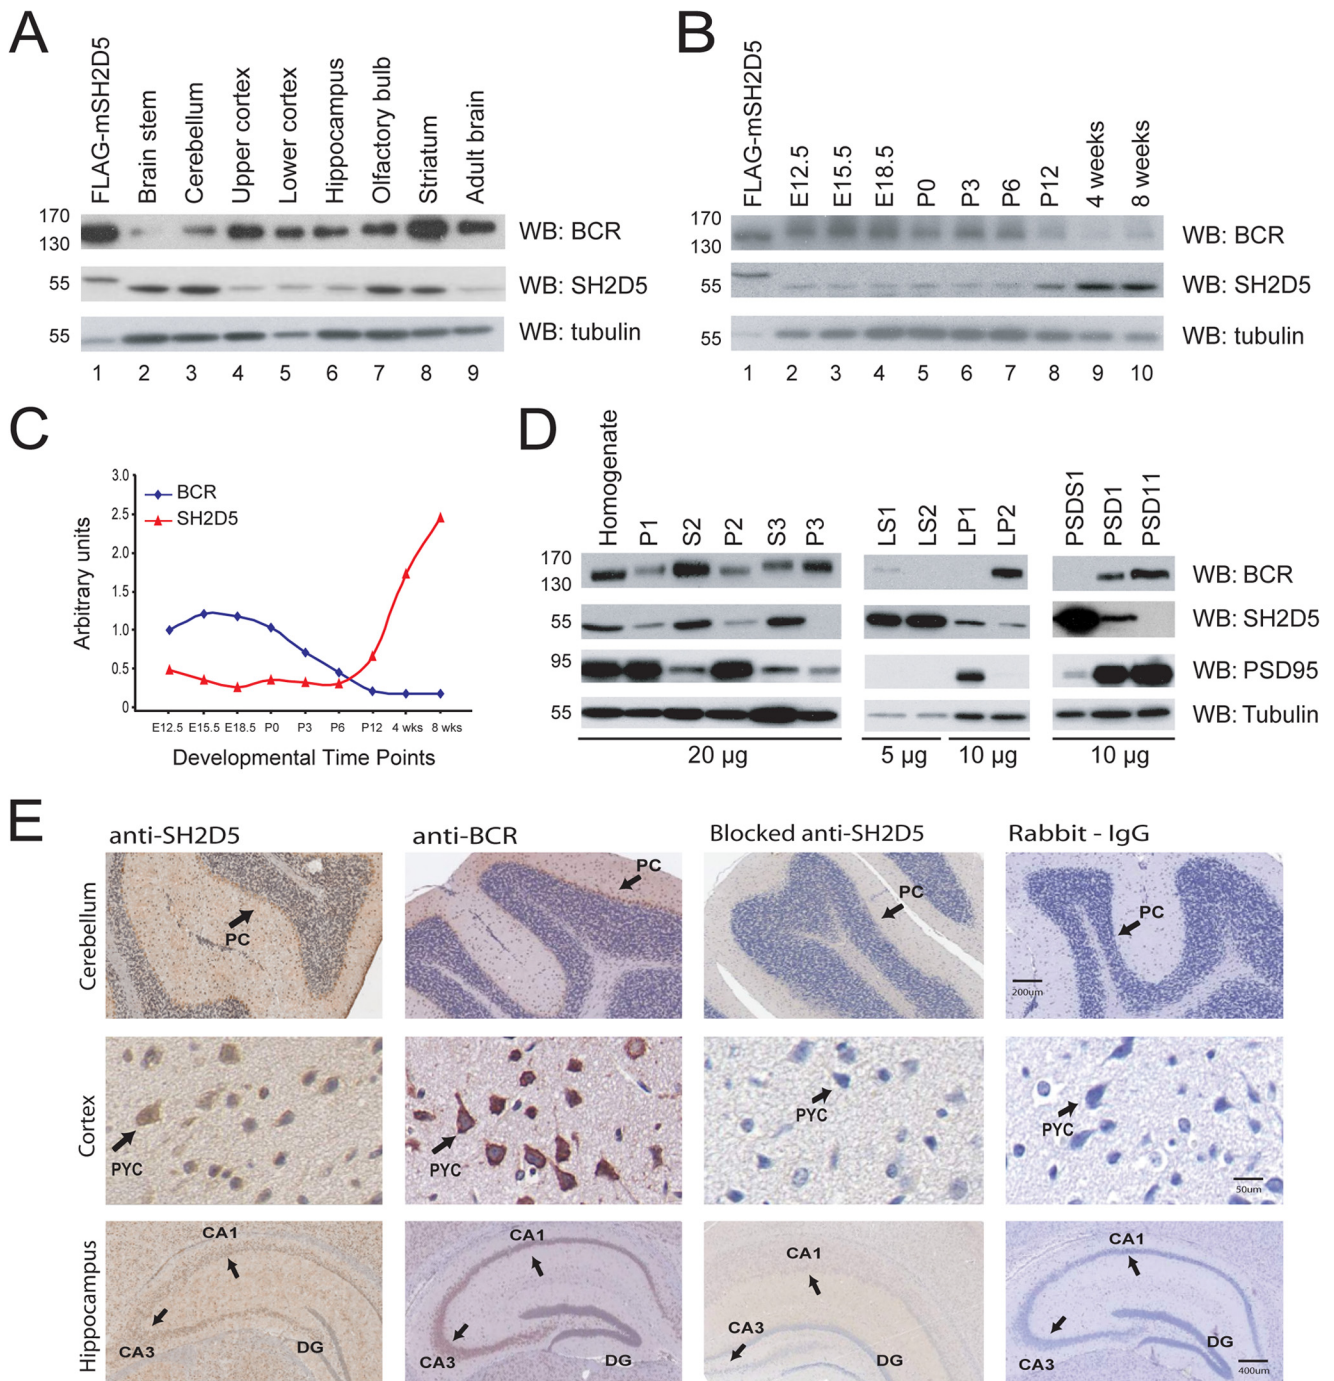 A
FLAG-mSH2D5
Brain stem
Cerebellum
Upper cortex
Lower cortex
Hippocampus
Olfactory bulb
Striatum
Adult brain
170
130
WB: BCR
55
WB: SH2D5
55
WB: tubulin
1 2 3 4 5 6 7 8 9
B
FLAG-mSH2D5
E12.5
E15.5
E18.5
P0
P3
P6
P12
4 weeks
8 weeks
170
130
WB: BCR
55
WB: SH2D5
55
WB: tubulin
1 2 3 4 5 6 7 8 9 10
C
3.0
2.5
2.0
1.5
1.0
0.5
0
Arbitrary units
BCR
SH2D5
E12.5 E15.5 E18.5 P0 P3 P6 P12 4 wks 8 wks
Developmental Time Points
D
Homogenate
P1
S2
P2
S3
P3
LS1
LS2
LP1
LP2
PSDS1
PSD1
PSD11
170
130
WB: BCR
55
WB: SH2D5
95
WB: PSD95
55
WB: Tubulin
20 µg
5 µg
10 µg
10 µg
E
anti-SH2D5
anti-BCR
Blocked anti-SH2D5
Rabbit - IgG
Cerebellum
PC
PC
PC
PC
200um
Cortex
PYC
PYC
PYC
PYC
50um
Hippocampus
CA1
CA3
DG
CA1
CA3
DG
CA1
CA3
DG
CA1
CA3
DG
400um